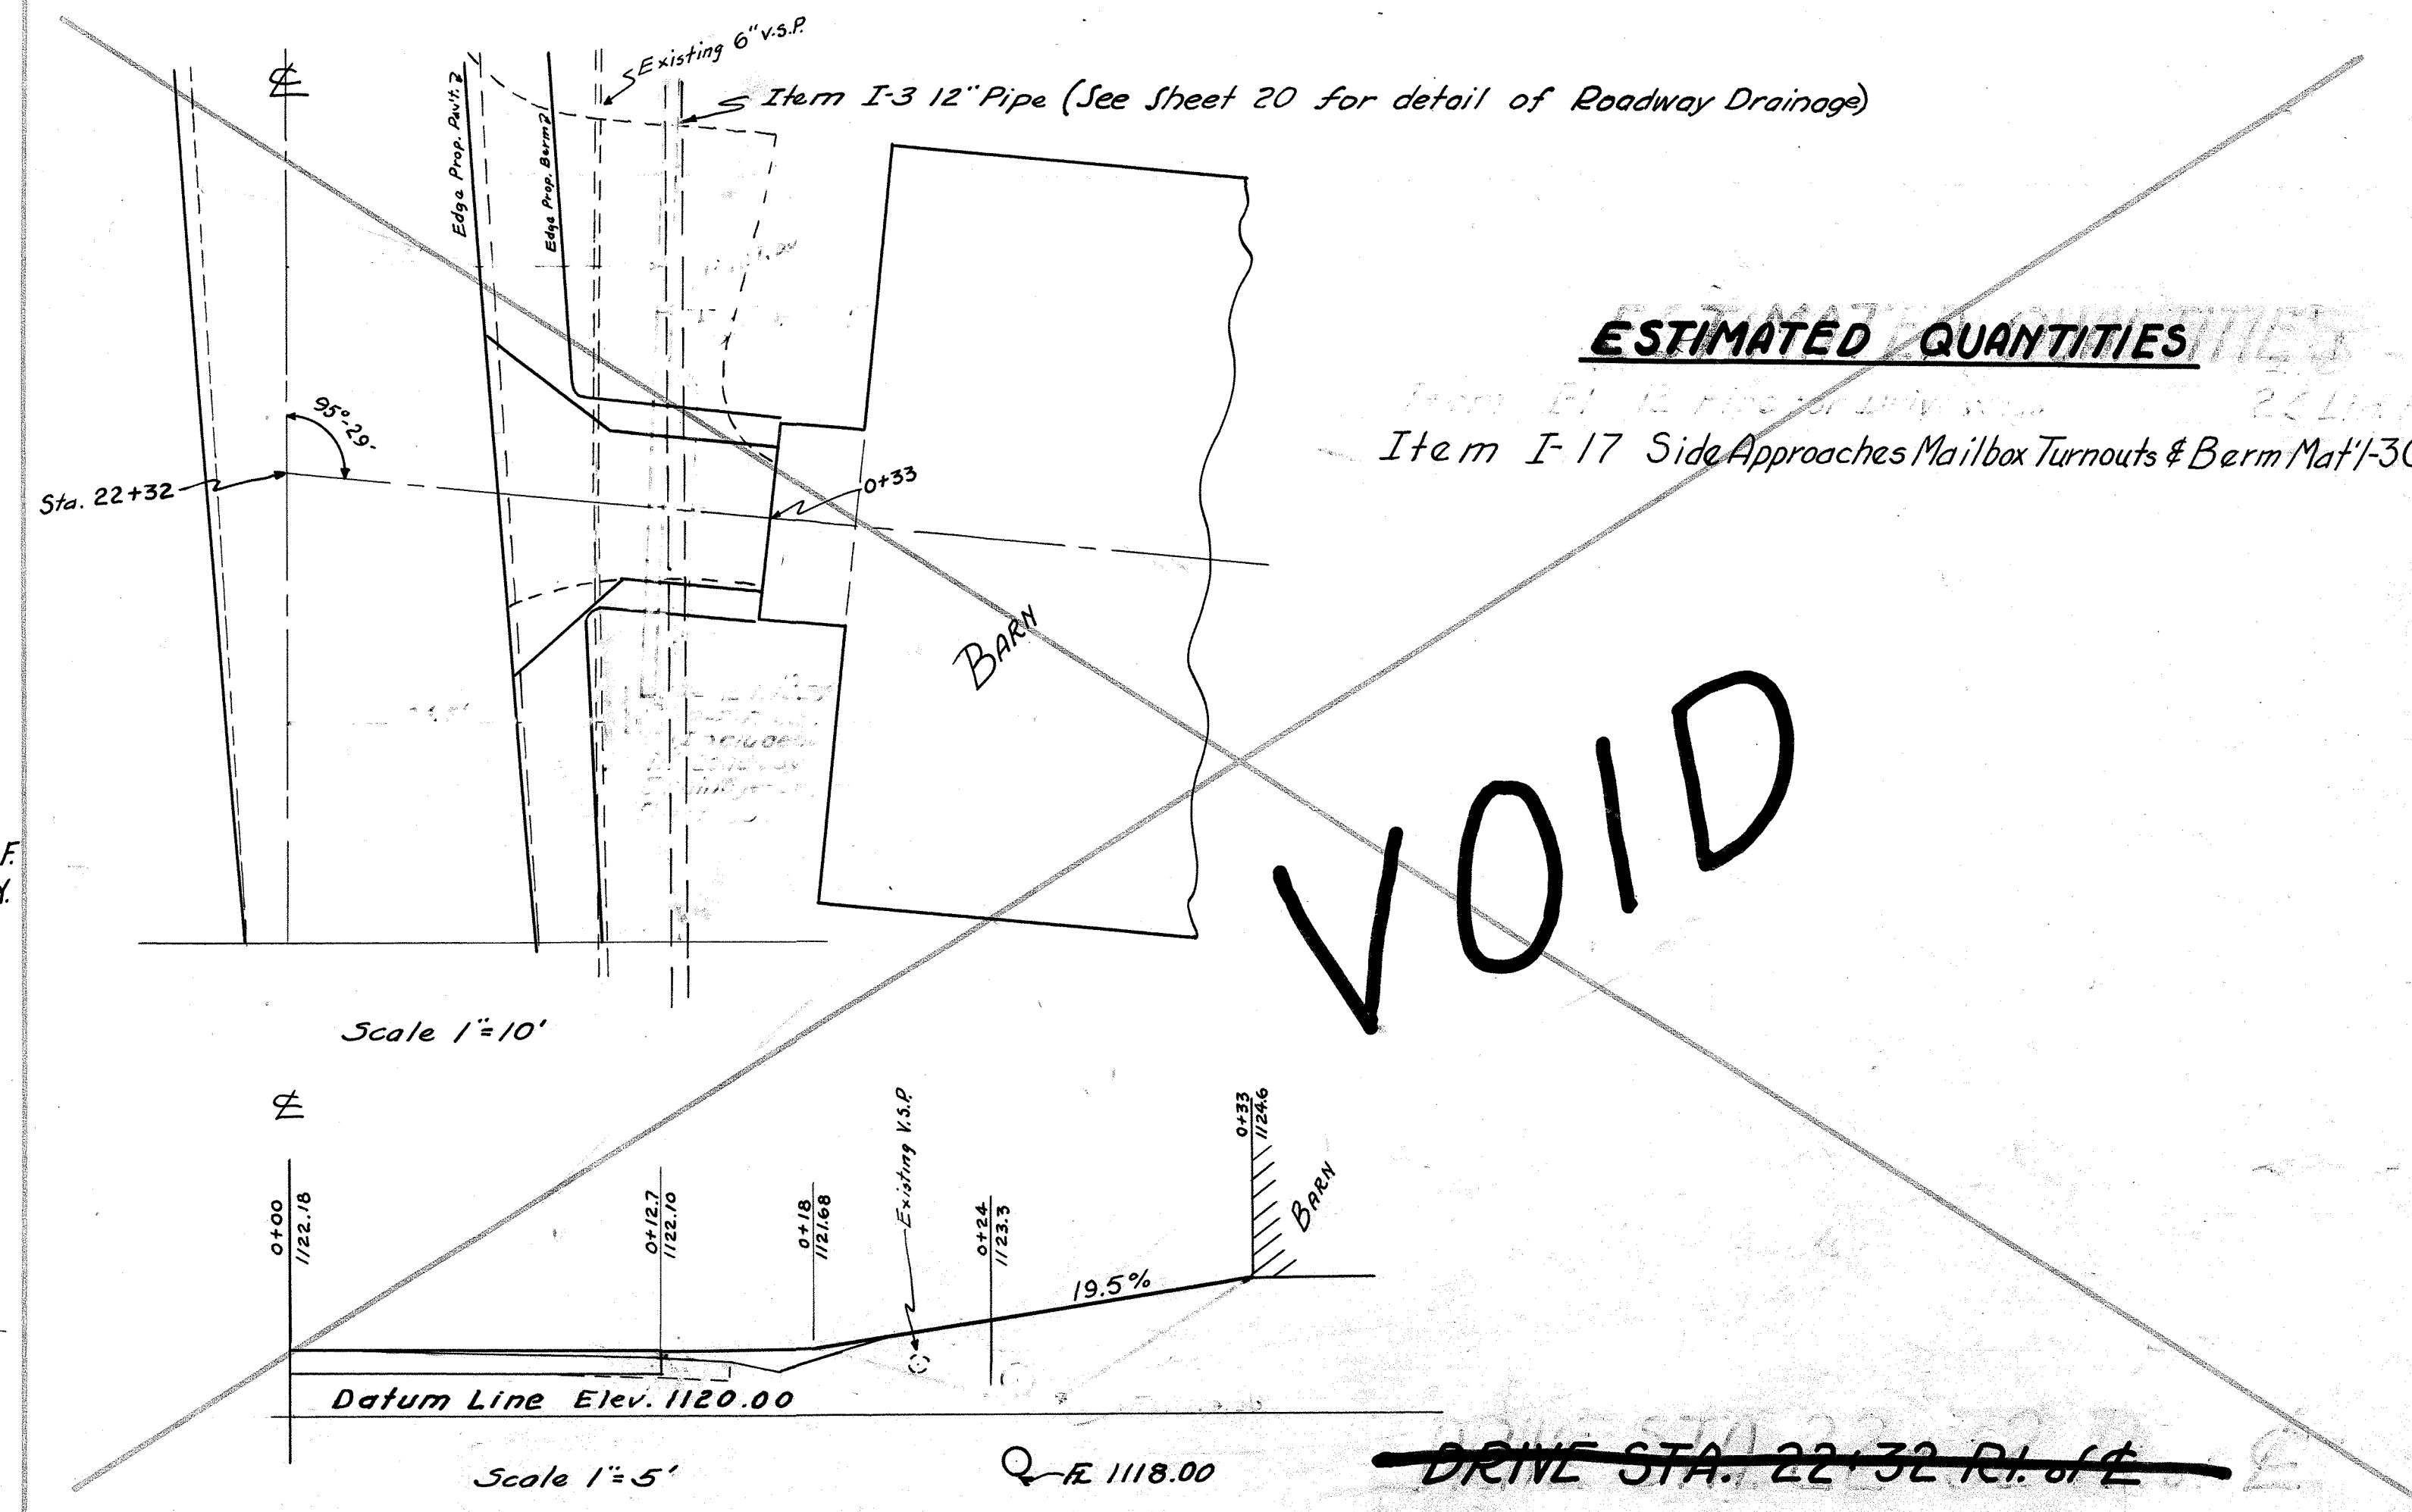 Existing 6" V.S.P.
℄
Item I-3 12" Pipe (See Sheet 20 for detail of Roadway Drainage)
Edge Prop. Pav't.
Edge Prop. Berm
ESTIMATED QUANTITIES
Item I-17 Side Approaches Mailbox Turnouts & Berm Mat'l-30
95°-29'
Sta. 22+32
0+33
BARN
F.
Y.
VOID
Scale 1"=10'
℄
0+00
1122.18
0+12.7
1122.10
0+18
1121.68
Existing V.S.P.
0+24
1123.3
0+33
1124.6
BARN
19.5%
Datum Line Elev. 1120.00
Scale 1"=5'
FL 1118.00
DRIVE STA. 22+32 Rt. of ℄